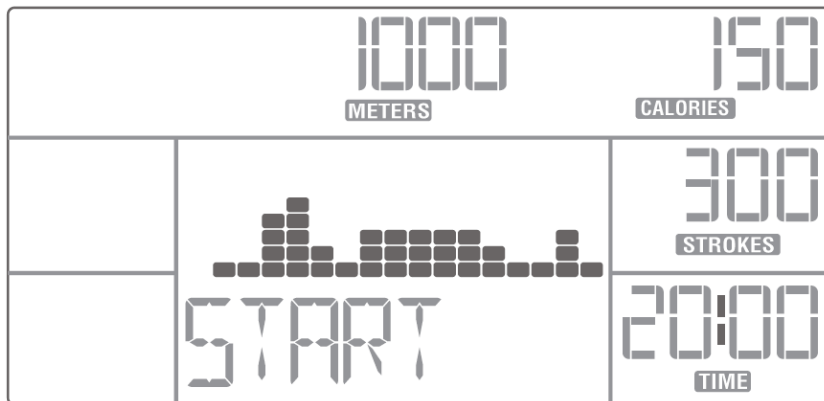 1000
METERS
150
CALORIES
300
STROKES
START
20:00
TIME